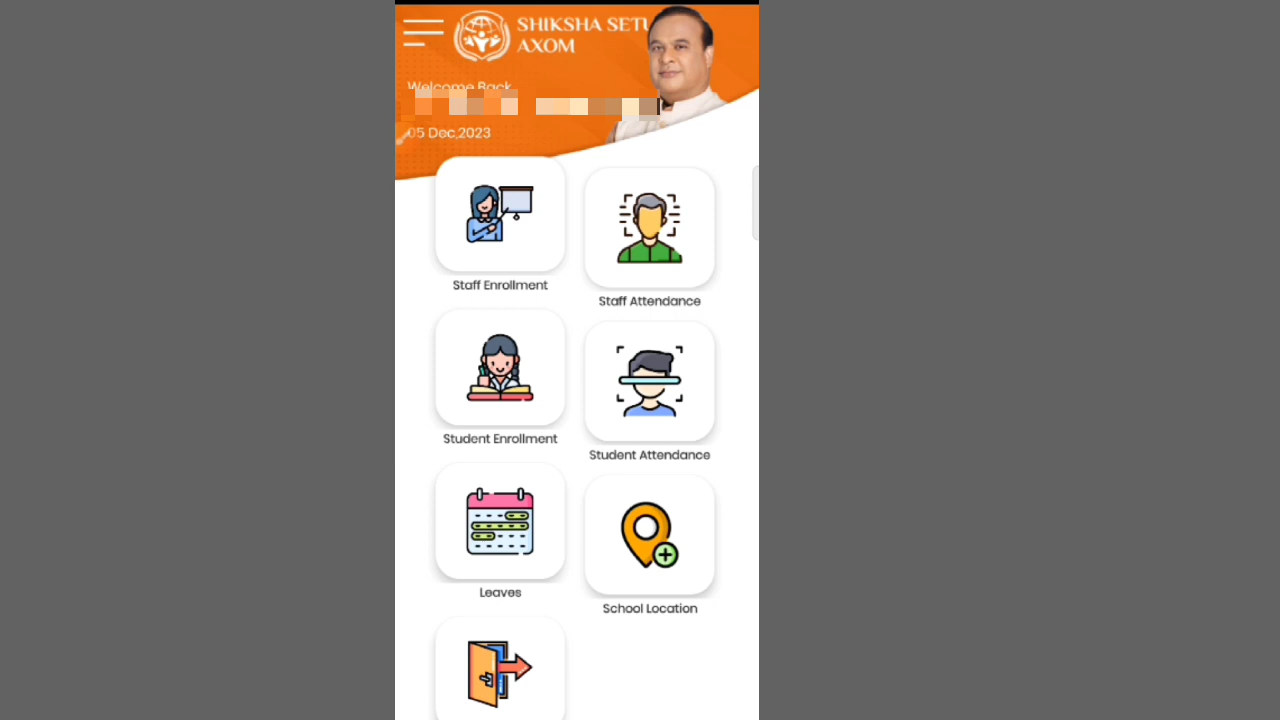 SHIKSHA SETU
AXOM
Welcome Back
05 Dec,2023
Staff Enrollment
Staff Attendance
Student Enrollment
Student Attendance
Leaves
School Location